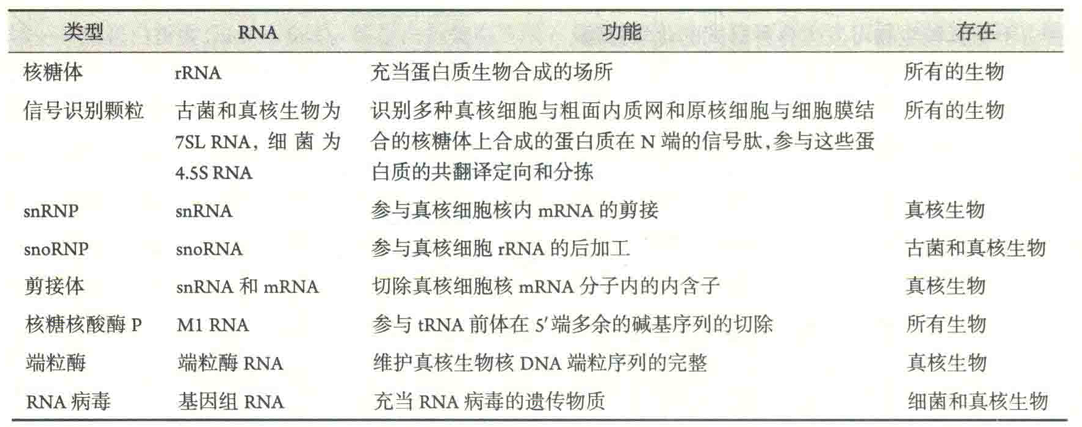 类型 RNA 功能 存在
核糖体 rRNA 充当蛋白质生物合成的场所 所有的生物
信号识别颗粒 古菌和真核生物为 识别多种真核细胞与粗面内质网和原核细胞与细胞膜结 所有的生物
7SL RNA，细菌为 合的核糖体上合成的蛋白质在 N 端的信号肽，参与这些蛋
4.5S RNA 白质的共翻译定向和分拣
snRNP snRNA 参与真核细胞核内 mRNA 的剪接 真核生物
snoRNP snoRNA 参与真核细胞 rRNA 的后加工 古菌和真核生物
剪接体 snRNA 和 mRNA 切除真核细胞核 mRNA 分子内的内含子 真核生物
核糖核酸酶 P M1 RNA 参与 tRNA 前体在 5′端多余的碱基序列的切除 所有生物
端粒酶 端粒酶 RNA 维护真核生物核 DNA 端粒序列的完整 真核生物
RNA 病毒 基因组 RNA 充当 RNA 病毒的遗传物质 细菌和真核生物